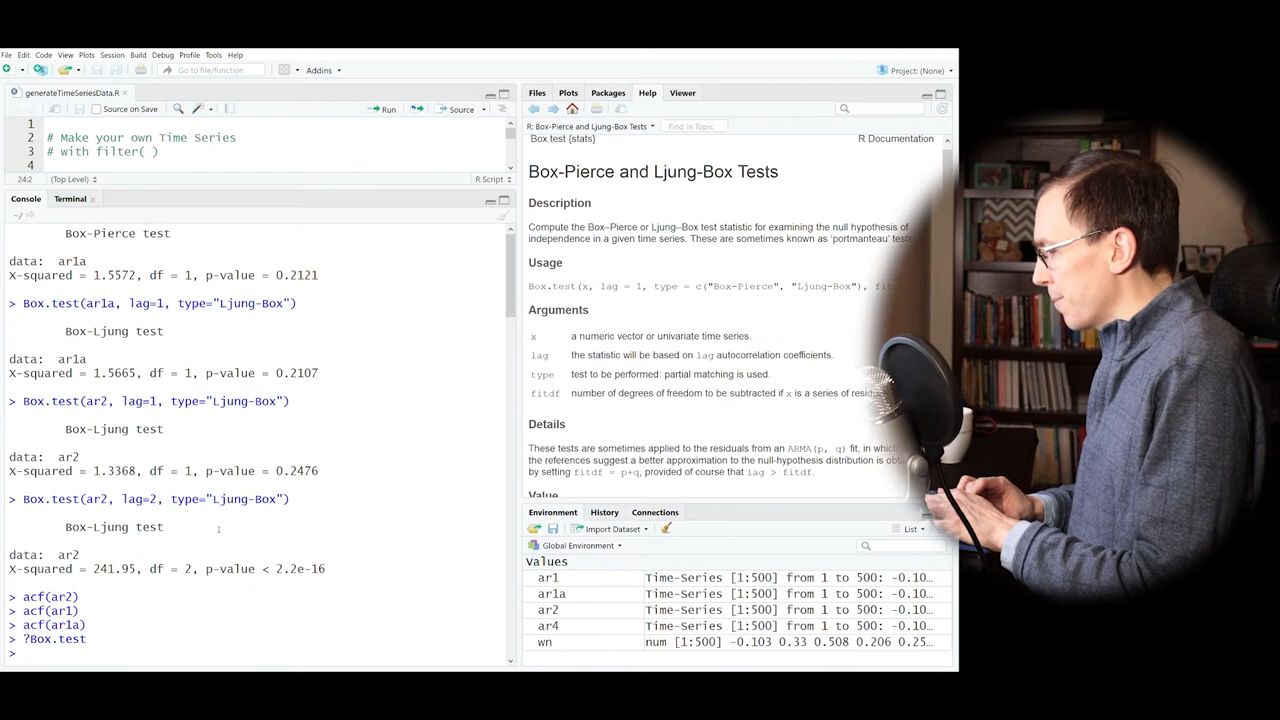 File Edit Code View Plots Session Build Debug Profile Tools Help
Go to file/function Addins Project: (None)
generateTimeSeriesData.R
Source on Save Run Source
1
2 # Make your own Time Series
3 # with filter( )
4
24:2 (Top Level) R Script
Console Terminal
~/
Box-Pierce test
data: ar1a
X-squared = 1.5572, df = 1, p-value = 0.2121
> Box.test(ar1a, lag=1, type="Ljung-Box")
Box-Ljung test
data: ar1a
X-squared = 1.5665, df = 1, p-value = 0.2107
> Box.test(ar2, lag=1, type="Ljung-Box")
Box-Ljung test
data: ar2
X-squared = 1.3368, df = 1, p-value = 0.2476
> Box.test(ar2, lag=2, type="Ljung-Box")
Box-Ljung test
data: ar2
X-squared = 241.95, df = 2, p-value < 2.2e-16
> acf(ar2)
> acf(ar1)
> acf(ar1a)
> ?Box.test
>
Files Plots Packages Help Viewer
R: Box-Pierce and Ljung-Box Tests Find in Topic
Box.test {stats} R Documentation
Box-Pierce and Ljung-Box Tests
Description
Compute the Box–Pierce or Ljung–Box test statistic for examining the null hypothesis of
independence in a given time series. These are sometimes known as ‘portmanteau’ tests
Usage
Box.test(x, lag = 1, type = c("Box-Pierce", "Ljung-Box"), fit
Arguments
x a numeric vector or univariate time series.
lag the statistic will be based on lag autocorrelation coefficients.
type test to be performed: partial matching is used.
fitdf number of degrees of freedom to be subtracted if x is a series of resid
Details
These tests are sometimes applied to the residuals from an ARMA(p, q) fit, in which
the references suggest a better approximation to the null-hypothesis distribution is obt
by setting fitdf = p+q, provided of course that lag > fitdf.
Value
Environment History Connections
Import Dataset List
Global Environment
Values
ar1 Time-Series [1:500] from 1 to 500: -0.10…
ar1a Time-Series [1:500] from 1 to 500: -0.10…
ar2 Time-Series [1:500] from 1 to 500: -0.10…
ar4 Time-Series [1:500] from 1 to 500: -0.10…
wn num [1:500] -0.103 0.33 0.508 0.206 0.25…